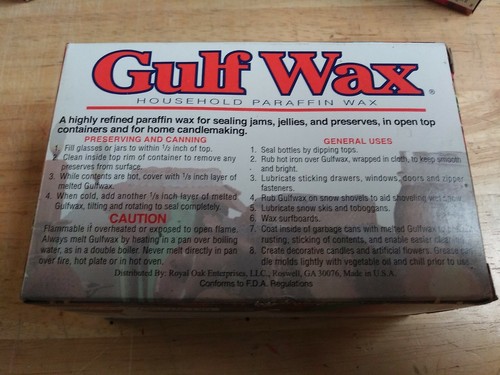 Gulf Wax®
HOUSEHOLD PARAFFIN WAX
A highly refined paraffin wax for sealing jams, jellies, and preserves, in open top
containers and for home candlemaking.
PRESERVING AND CANNING
1. Fill glasses or jars to within 1/2 inch of top.
2. Clean inside top rim of container to remove any
preserves from surface.
3. While contents are hot, cover with 1/8 inch layer of
melted Gulfwax.
4. When cold, add another 1/8 inch layer of melted
Gulfwax, tilting and rotating to seal completely.
CAUTION
Flammable if overheated or exposed to open flame.
Always melt Gulfwax by heating in a pan over boiling
water, as in a double boiler. Never melt directly in pan
over fire, hot plate or in hot oven.
GENERAL USES
1. Seal bottles by dipping tops.
2. Rub hot iron over Gulfwax, wrapped in cloth, to keep smooth
and bright.
3. Lubricate sticking drawers, windows, doors and zipper
fasteners.
4. Rub Gulfwax on snow shovels to aid shoveling wet snow.
5. Lubricate snow skis and toboggans.
6. Wax surfboards.
7. Coat inside of garbage cans with melted Gulfwax to
rusting, sticking of contents, and enable easier
8. Create decorative candles and artificial flowers. Grease
dle molds lightly with vegetable oil and chill prior to use.
Distributed By: Royal Oak Enterprises, LLC., Roswell, GA 30076, Made in U.S.A.
Conforms to F.D.A. Regulations